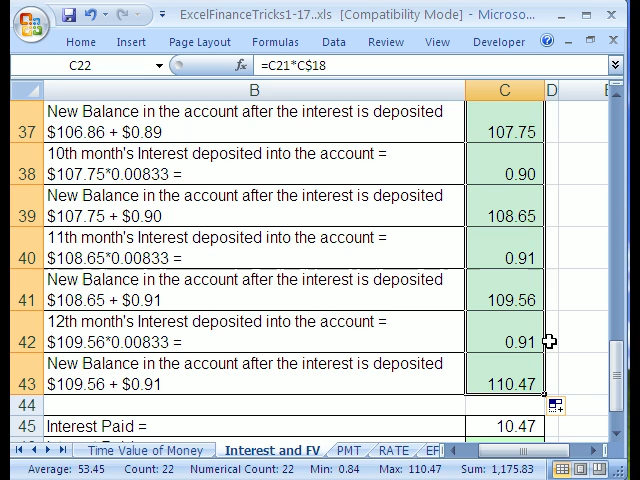 ExcelFinanceTricks1-17..xls [Compatibility Mode] - Microso...
Home Insert Page Layout Formulas Data Review View Developer
C22 fx =C21*C$18
B C D
37 New Balance in the account after the interest is deposited
$106.86 + $0.89 107.75
38 10th month's Interest deposited into the account =
$107.75*0.00833 = 0.90
39 New Balance in the account after the interest is deposited
$107.75 + $0.90 108.65
40 11th month's Interest deposited into the account =
$108.65*0.00833 = 0.91
41 New Balance in the account after the interest is deposited
$108.65 + $0.91 109.56
42 12th month's Interest deposited into the account =
$109.56*0.00833 = 0.91
43 New Balance in the account after the interest is deposited
$109.56 + $0.91 110.47
44
45 Interest Paid = 10.47
Time Value of Money Interest and FV PMT RATE EF
Average: 53.45 Count: 22 Numerical Count: 22 Min: 0.84 Max: 110.47 Sum: 1,175.83